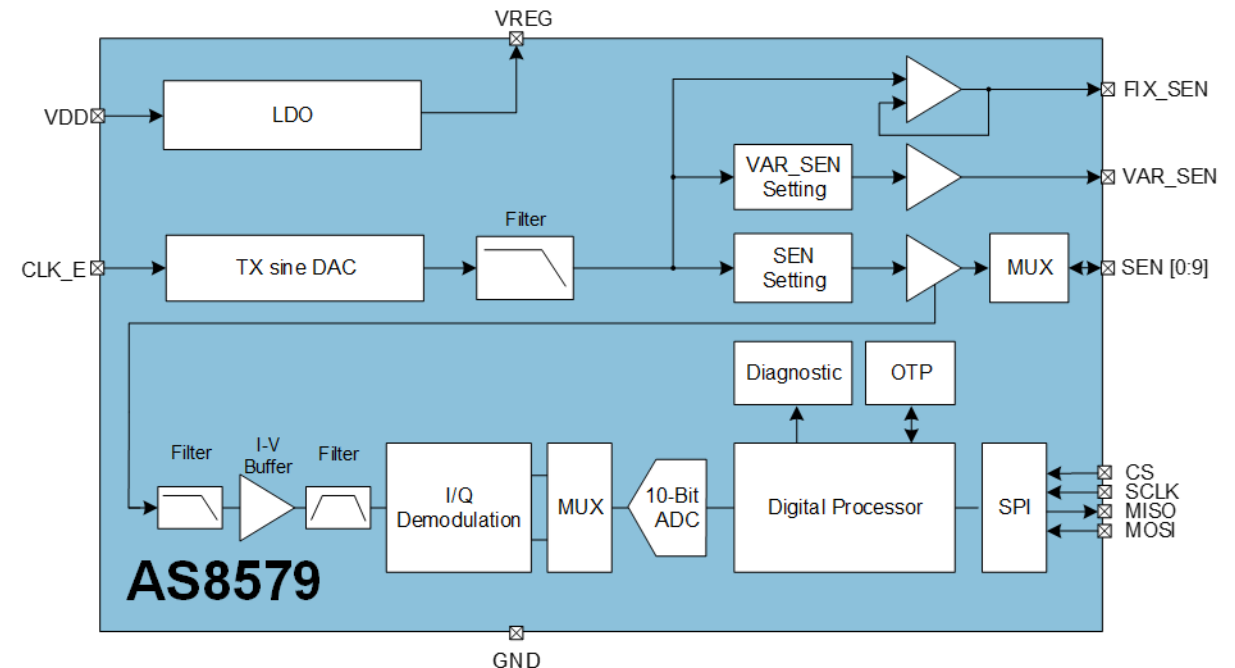 VREG
VDD
LDO
FIX_SEN
VAR_SEN
Setting
VAR_SEN
Filter
CLK_E
TX sine DAC
SEN
Setting
MUX
SEN [0:9]
Diagnostic
OTP
Filter
I-V
Buffer
Filter
I/Q
Demodulation
MUX
10-Bit
ADC
Digital Processor
SPI
CS
SCLK
MISO
MOSI
AS8579
GND